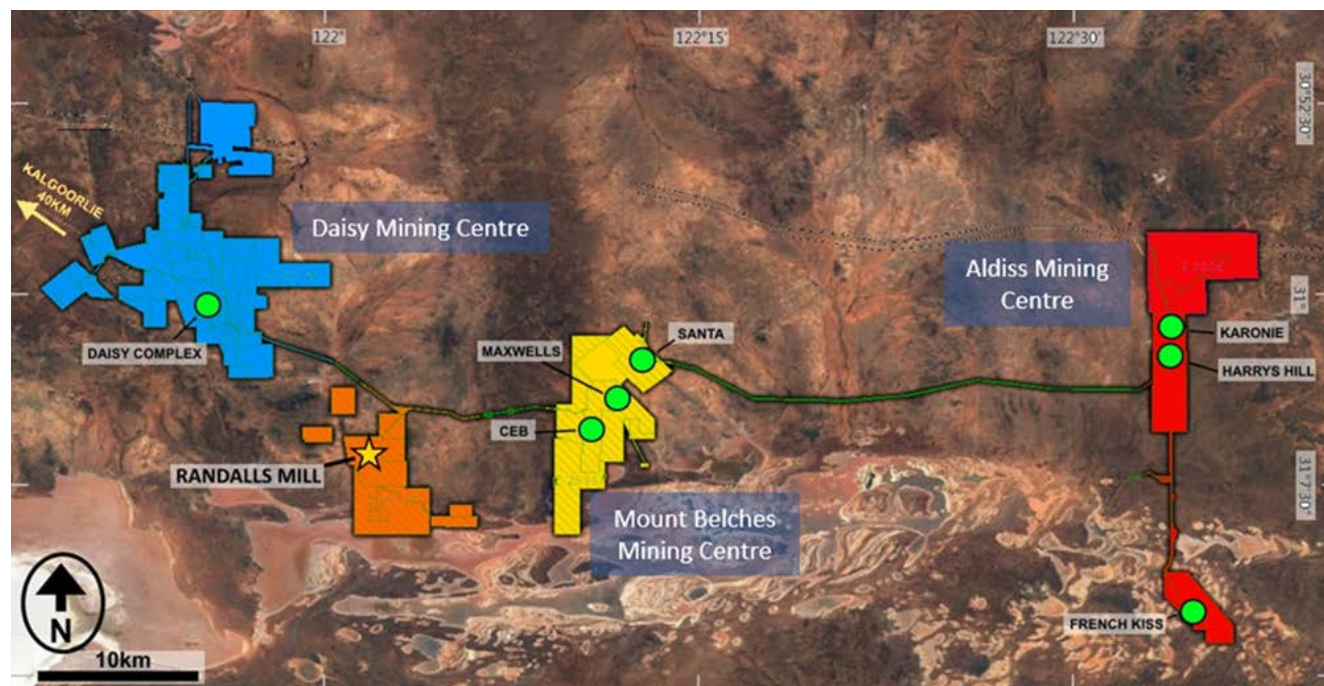 122°
122°15'
122°30'
30°52'30"
KALGOORLIE
40KM
Daisy Mining Centre
Aldiss Mining
Centre
31°
DAISY COMPLEX
MAXWELLS
SANTA
KARONIE
HARRYS HILL
CEB
RANDALLS MILL
31°7'30"
Mount Belches
Mining Centre
FRENCH KISS
N
10km